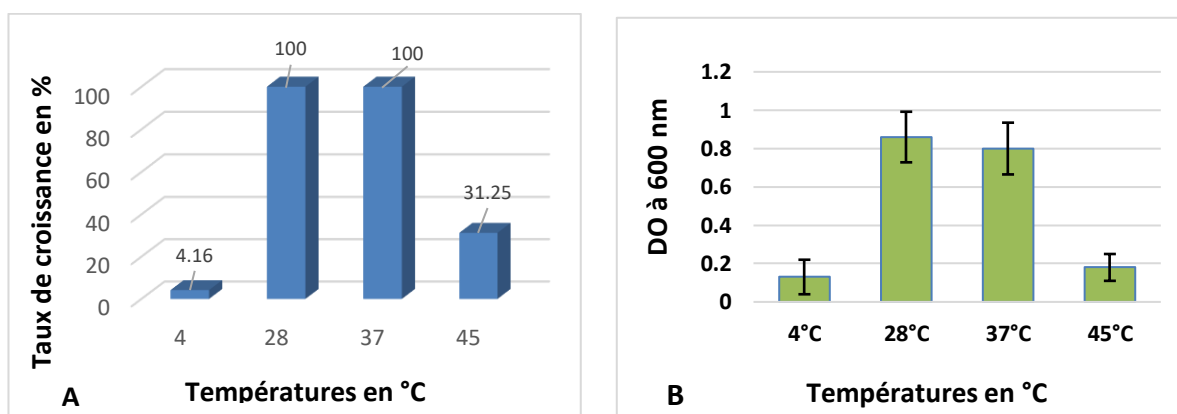 Taux de croissance en %
100
80
60
40
20
0
4.16
100
100
31.25
4 28 37 45
Températures en °C
A
DO à 600 nm
1.2
1
0.8
0.6
0.4
0.2
0
4°C 28°C 37°C 45°C
Températures en °C
B